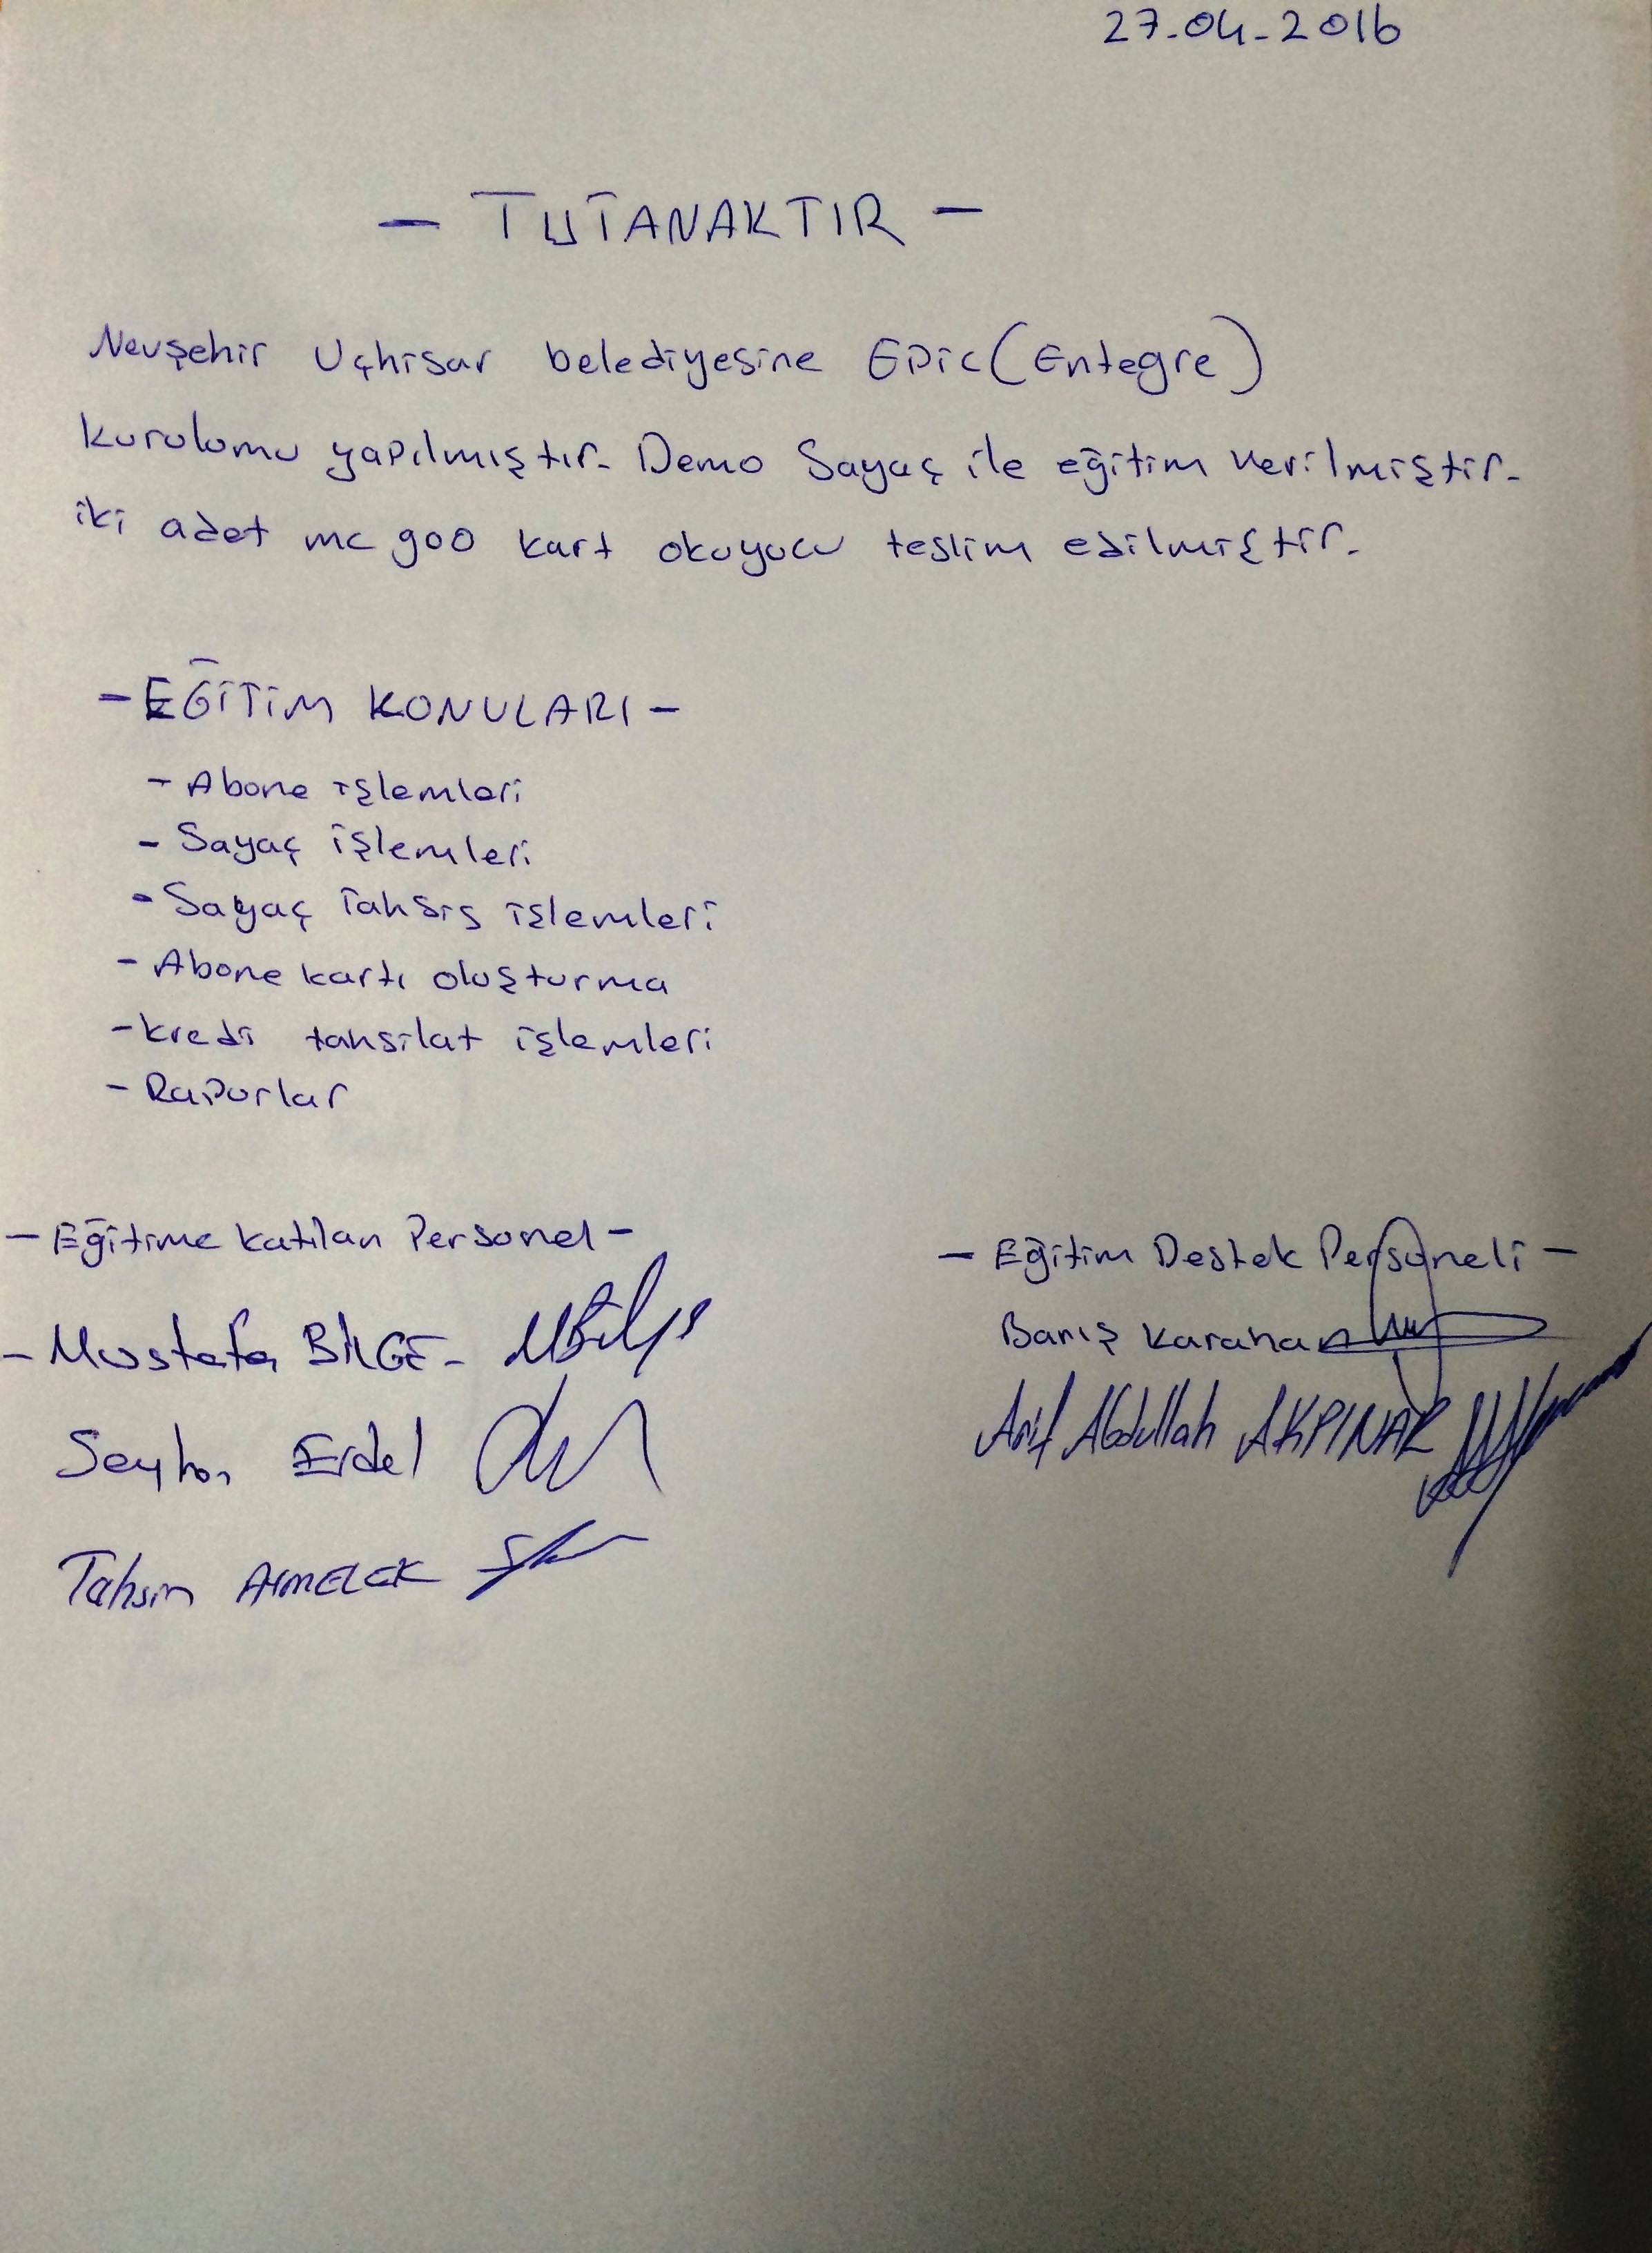 27.04.2016
- TUTANAKTIR -
Nevşehir Uçhisar belediyesine EPiC (Entegre)
kurulumu yapılmıştır. Demo Sayaç ile eğitim verilmiştir.
iki adet mc 900 kart okuyucu teslim edilmiştir.
- EĞİTİM KONULARI -
- Abone işlemleri
- Sayaç işlemleri
- Sayaç Tahsis işlemleri
- Abone kartı oluşturma
- kredi tahsilat işlemleri
- Raporlar
- Eğitime Katılan Personel -
- Eğitim Destek Personeli -
- Mustafa BİLGE -
Barış Karahan
Seyhan Erdel
Arif Abdullah AKPINAR
Tahsin